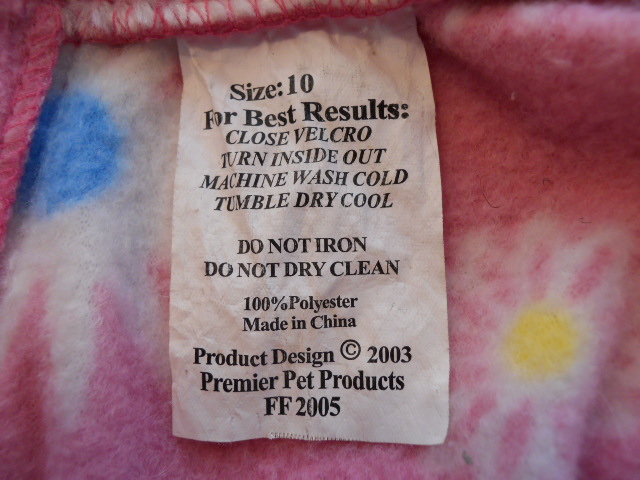 Size:10
For Best Results:
CLOSE VELCRO
TURN INSIDE OUT
MACHINE WASH COLD
TUMBLE DRY COOL
DO NOT IRON
DO NOT DRY CLEAN
100%Polyester
Made in China
Product Design © 2003
Premier Pet Products
FF 2005